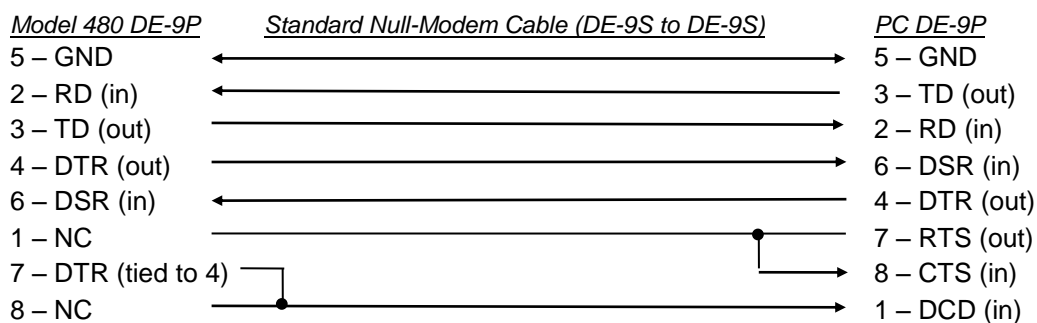 Model 480 DE-9P Standard Null-Modem Cable (DE-9S to DE-9S) PC DE-9P
5 – GND 5 – GND
2 – RD (in) 3 – TD (out)
3 – TD (out) 2 – RD (in)
4 – DTR (out) 6 – DSR (in)
6 – DSR (in) 4 – DTR (out)
1 – NC 7 – RTS (out)
7 – DTR (tied to 4) 8 – CTS (in)
8 – NC 1 – DCD (in)